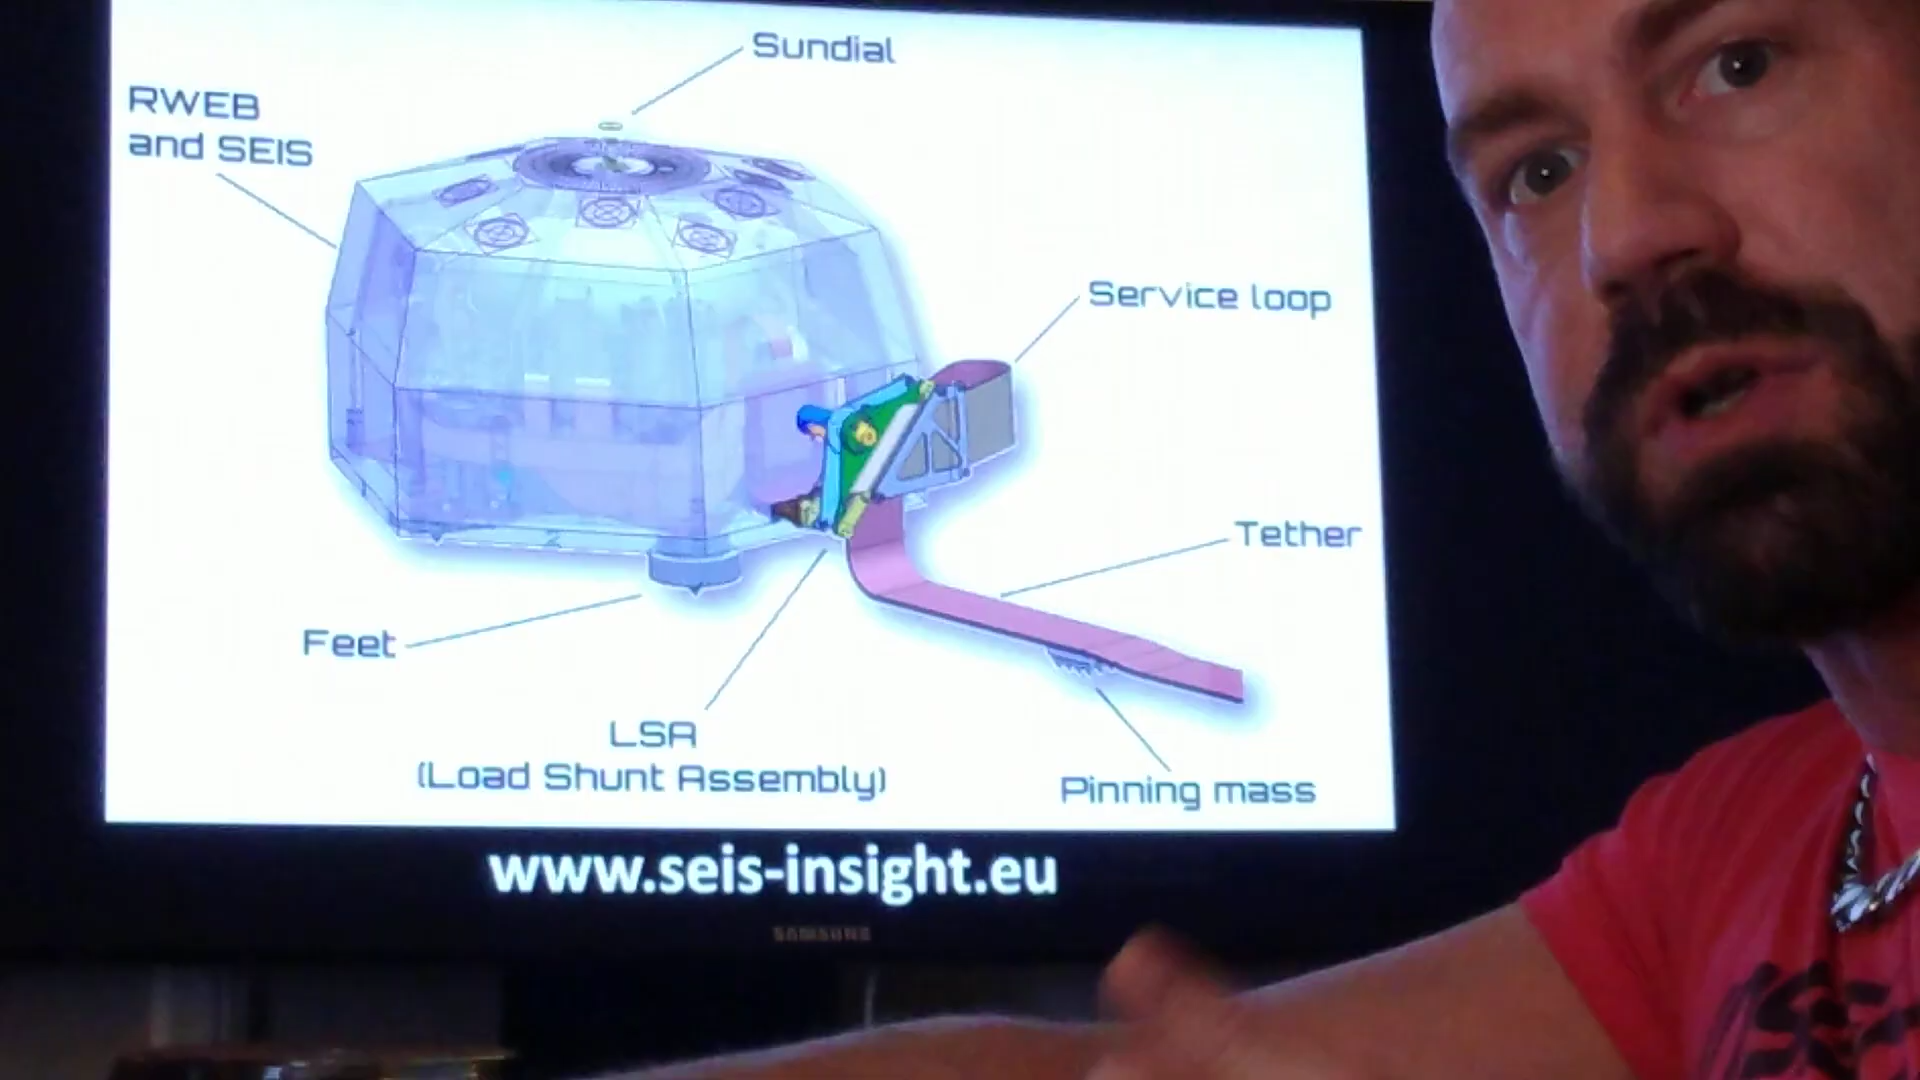 Sundial
RWEB
and SEIS
Service loop
Tether
Feet
LSA
(Load Shunt Assembly)
Pinning mass
www.seis-insight.eu
SAMSUNG